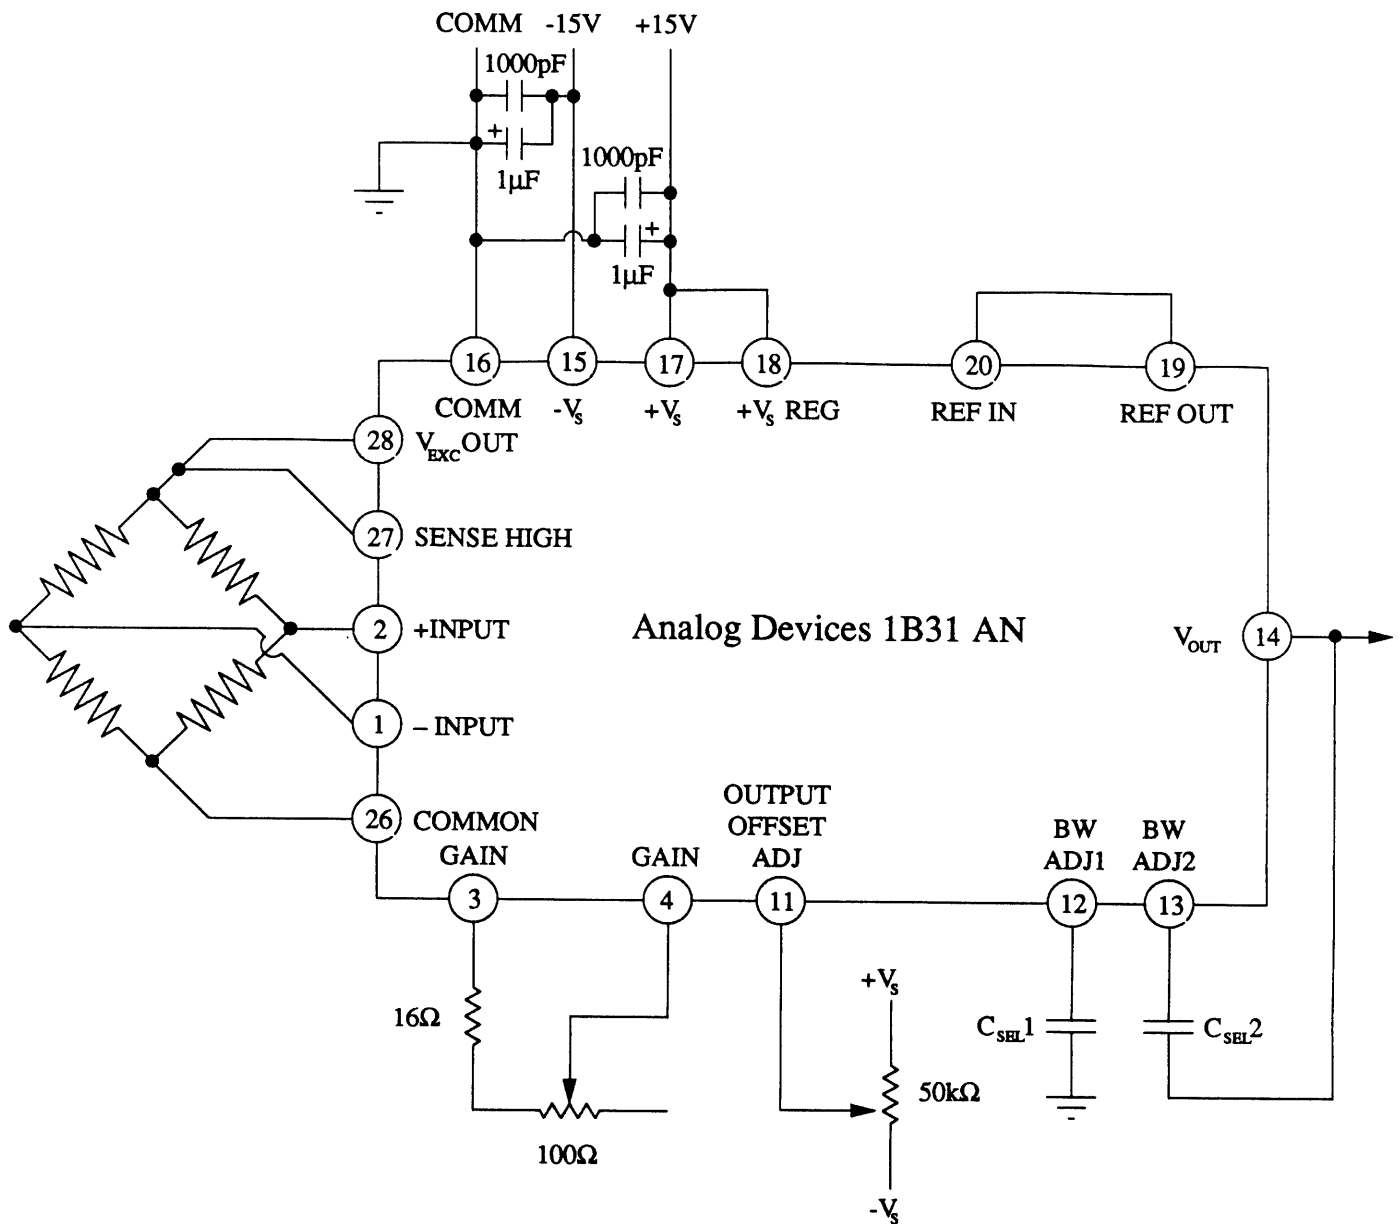 COMM -15V +15V
1000pF
+
1µF
1000pF
+
1µF
16 15 17 18 20 19
COMM -Vs +Vs +Vs REG REF IN REF OUT
28 VEXC OUT
27 SENSE HIGH
2 +INPUT
Analog Devices 1B31 AN
VOUT 14
1 – INPUT
26 COMMON
GAIN
3
GAIN
4
OUTPUT
OFFSET
ADJ
11
BW
ADJ1
12
BW
ADJ2
13
16Ω
100Ω
+Vs
50kΩ
-Vs
CSEL1
CSEL2